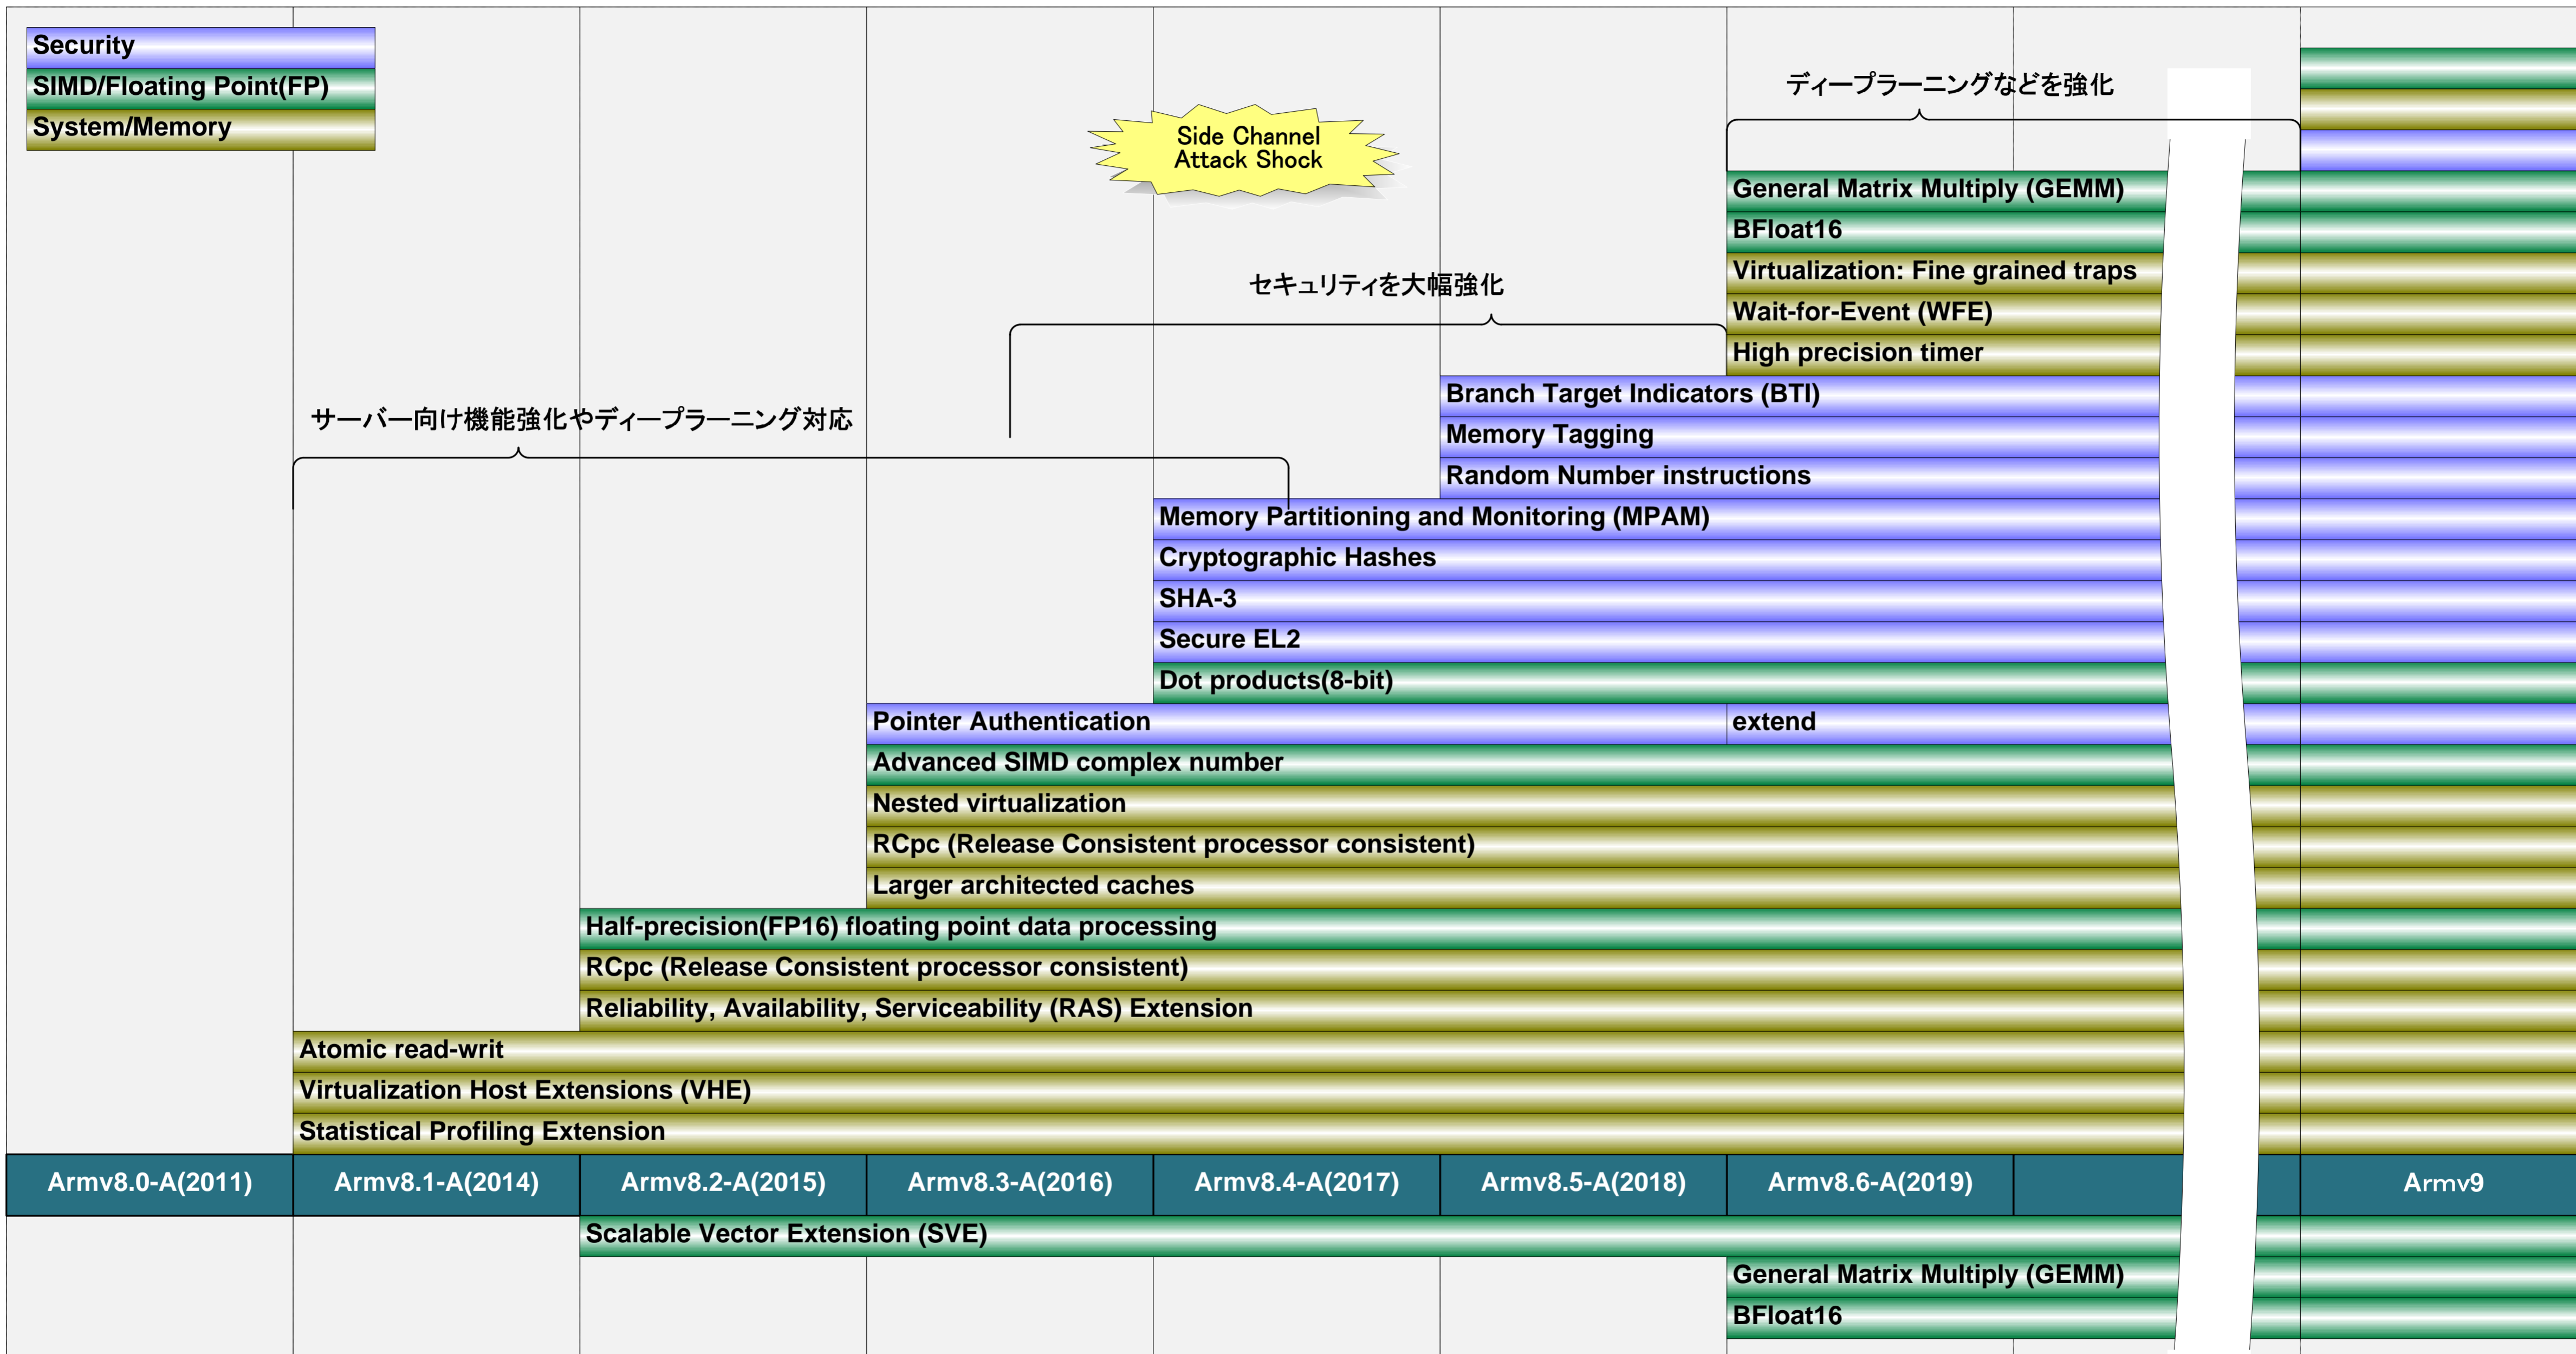 Security
SIMD/Floating Point(FP)
System/Memory
ディープラーニングなどを強化
Side Channel
Attack Shock
General Matrix Multiply (GEMM)
BFloat16
Virtualization: Fine grained traps
セキュリティを大幅強化
Wait-for-Event (WFE)
High precision timer
Branch Target Indicators (BTI)
サーバー向け機能強化やディープラーニング対応
Memory Tagging
Random Number instructions
Memory Partitioning and Monitoring (MPAM)
Cryptographic Hashes
SHA-3
Secure EL2
Dot products(8-bit)
Pointer Authentication
extend
Advanced SIMD complex number
Nested virtualization
RCpc (Release Consistent processor consistent)
Larger architected caches
Half-precision(FP16) floating point data processing
RCpc (Release Consistent processor consistent)
Reliability, Availability, Serviceability (RAS) Extension
Atomic read-writ
Virtualization Host Extensions (VHE)
Statistical Profiling Extension
Armv8.0-A(2011)
Armv8.1-A(2014)
Armv8.2-A(2015)
Armv8.3-A(2016)
Armv8.4-A(2017)
Armv8.5-A(2018)
Armv8.6-A(2019)
Armv9
Scalable Vector Extension (SVE)
General Matrix Multiply (GEMM)
BFloat16